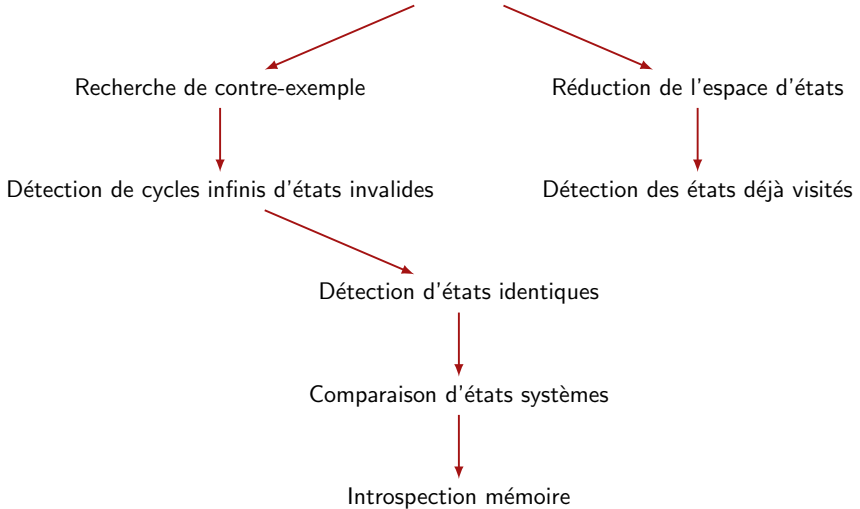 Recherche de contre-exemple
Réduction de l'espace d'états
Détection de cycles infinis d'états invalides
Détection des états déjà visités
Détection d'états identiques
Comparaison d'états systèmes
Introspection mémoire